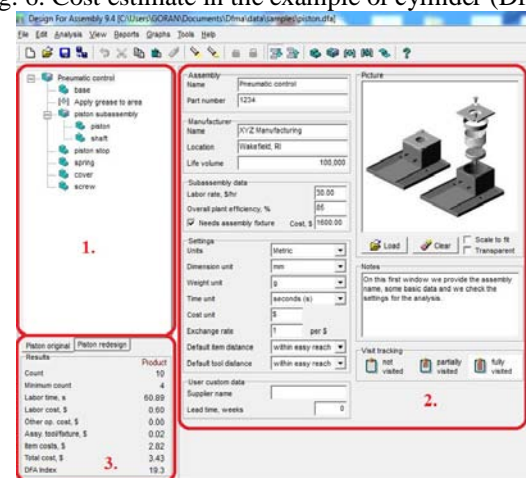 g. 6. Cost estimate in the example of cylinder (D
Design For Assembly 9.4 [C:\Users\GORAN\Documents\Dfma\data\samples\piston.dfa]
File Edit Analysis View Reports Graphs Tools Help
Pneumatic control
base
Apply grease to area
piston subassembly
piston
shaft
piston stop
spring
cover
screw
1.
Piston original Piston redesign
Results
Product
Count 10
Minimum count 4
Labor time, s 60.89
Labor cost, $ 0.60
Other op. cost, $ 0.00
Assy. tool/fixture, $ 0.02
Item costs, $ 2.82
Total cost, $ 3.43
DFA Index 19.3
3.
Assembly
Name Pneumatic control
Part number 1234
Manufacturer
Name XYZ Manufacturing
Location Wakefield, RI
Life volume 100,000
Subassembly data
Labor rate, $/hr 30.00
Overall plant efficiency, % 85
Needs assembly fixture Cost, $ 1600.00
Settings
Units Metric
Dimension unit mm
Weight unit g
Time unit seconds (s)
Cost unit $
Exchange rate 1 per $
Default item distance within easy reach
Default tool distance within easy reach
User custom data
Supplier name
Lead time, weeks 0
Picture
Load Clear Scale to fit
Transparent
Notes
On this first window we provide the assembly
name, some basic data and we check the
settings for the analysis.
Visit tracking
not visited
partially visited
fully visited
2.